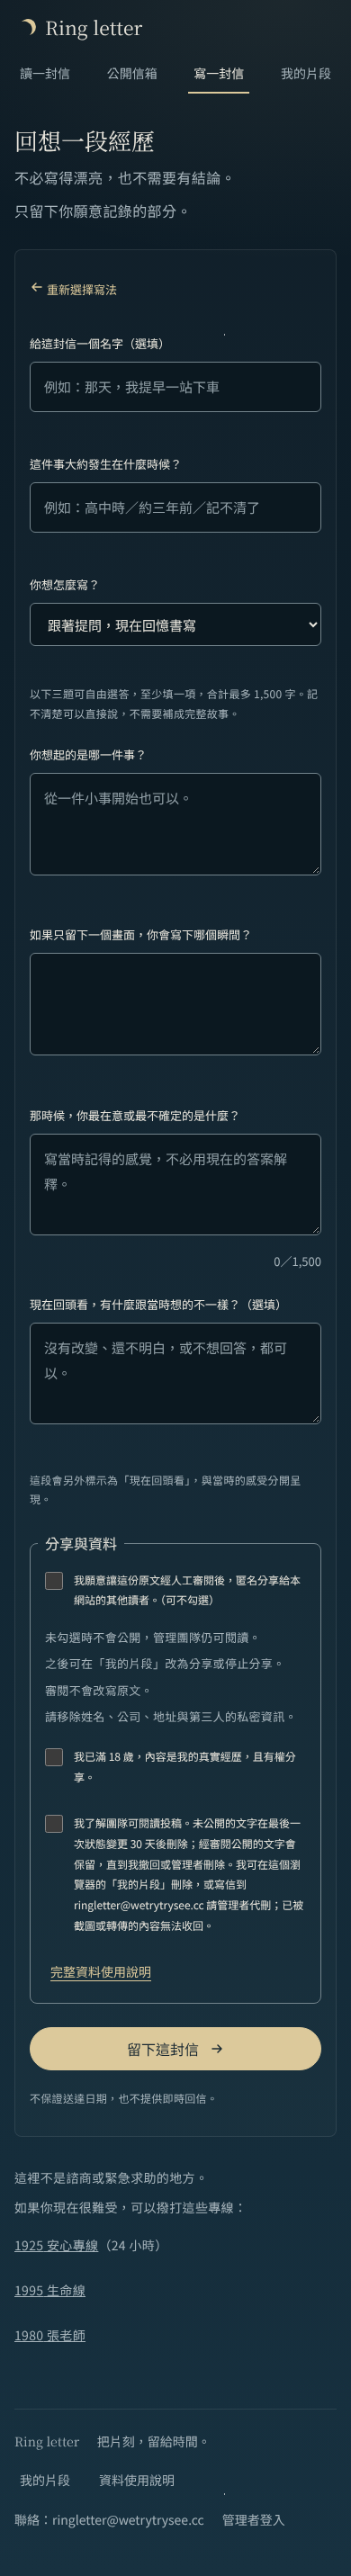 Ring letter
讀一封信 公開信箱 寫一封信 我的片段
回想一段經歷
不必寫得漂亮，也不需要有結論。
只留下你願意記錄的部分。
← 重新選擇寫法
給這封信一個名字（選填）
例如：那天，我提早一站下車
這件事大約發生在什麼時候？
例如：高中時／約三年前／記不清了
你想怎麼寫？
跟著提問，現在回憶書寫
以下三題可自由選答，至少填一項，合計最多 1,500 字。記
不清楚可以直接說，不需要補成完整故事。
你想起的是哪一件事？
從一件小事開始也可以。
如果只留下一個畫面，你會寫下哪個瞬間？
那時候，你最在意或最不確定的是什麼？
寫當時記得的感覺，不必用現在的答案解
釋。
0／1,500
現在回頭看，有什麼跟當時想的不一樣？（選填）
沒有改變、還不明白，或不想回答，都可
以。
這段會另外標示為「現在回頭看」，與當時的感受分開呈
現。
分享與資料
我願意讓這份原文經人工審閱後，匿名分享給本
網站的其他讀者。（可不勾選）
未勾選時不會公開，管理團隊仍可閱讀。
之後可在「我的片段」改為分享或停止分享。
審閱不會改寫原文。
請移除姓名、公司、地址與第三人的私密資訊。
我已滿 18 歲，內容是我的真實經歷，且有權分
享。
我了解團隊可閱讀投稿。未公開的文字在最後一
次狀態變更 30 天後刪除；經審閱公開的文字會
保留，直到我撤回或管理者刪除。我可在這個瀏
覽器的「我的片段」刪除，或寫信到
ringletter@wetrytrysee.cc 請管理者代刪；已被
截圖或轉傳的內容無法收回。
完整資料使用說明
留下這封信 →
不保證送達日期，也不提供即時回信。
這裡不是諮商或緊急求助的地方。
如果你現在很難受，可以撥打這些專線：
1925 安心專線（24 小時）
1995 生命線
1980 張老師
Ring letter 把片刻，留給時間。
我的片段 資料使用說明
聯絡：ringletter@wetrytrysee.cc 管理者登入